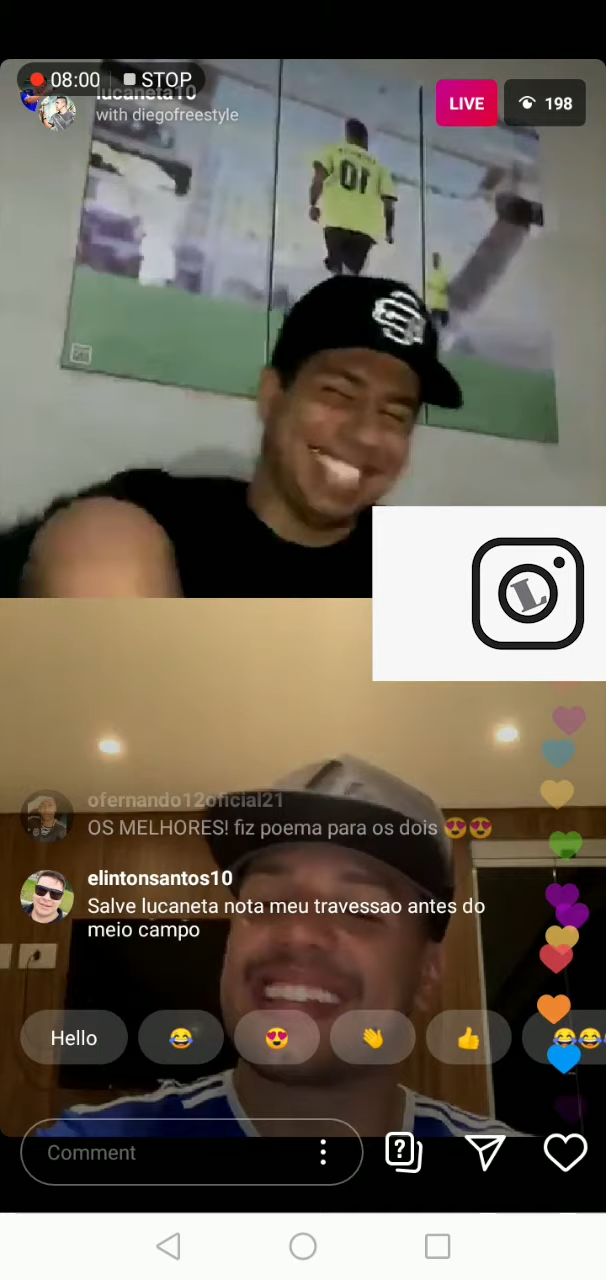 08:00 STOP
lucaneta10
with diegofreestyle
LIVE
198
10
L
ofernando12oficial21
OS MELHORES! fiz poema para os dois 😍😍
elintonsantos10
Salve lucaneta nota meu travessao antes do
meio campo
Hello
Comment